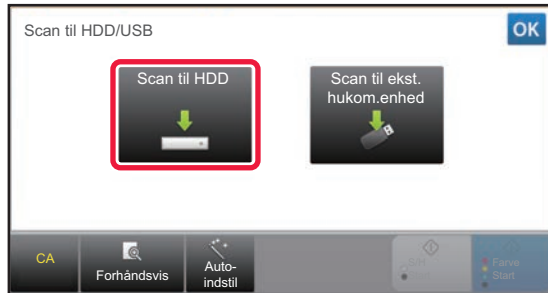 Scan til HDD/USB
OK
Scan til HDD
Scan til ekst.
hukom.enhed
CA
Forhåndsvis
Auto-
indstil
S/H
Start
Farve
Start